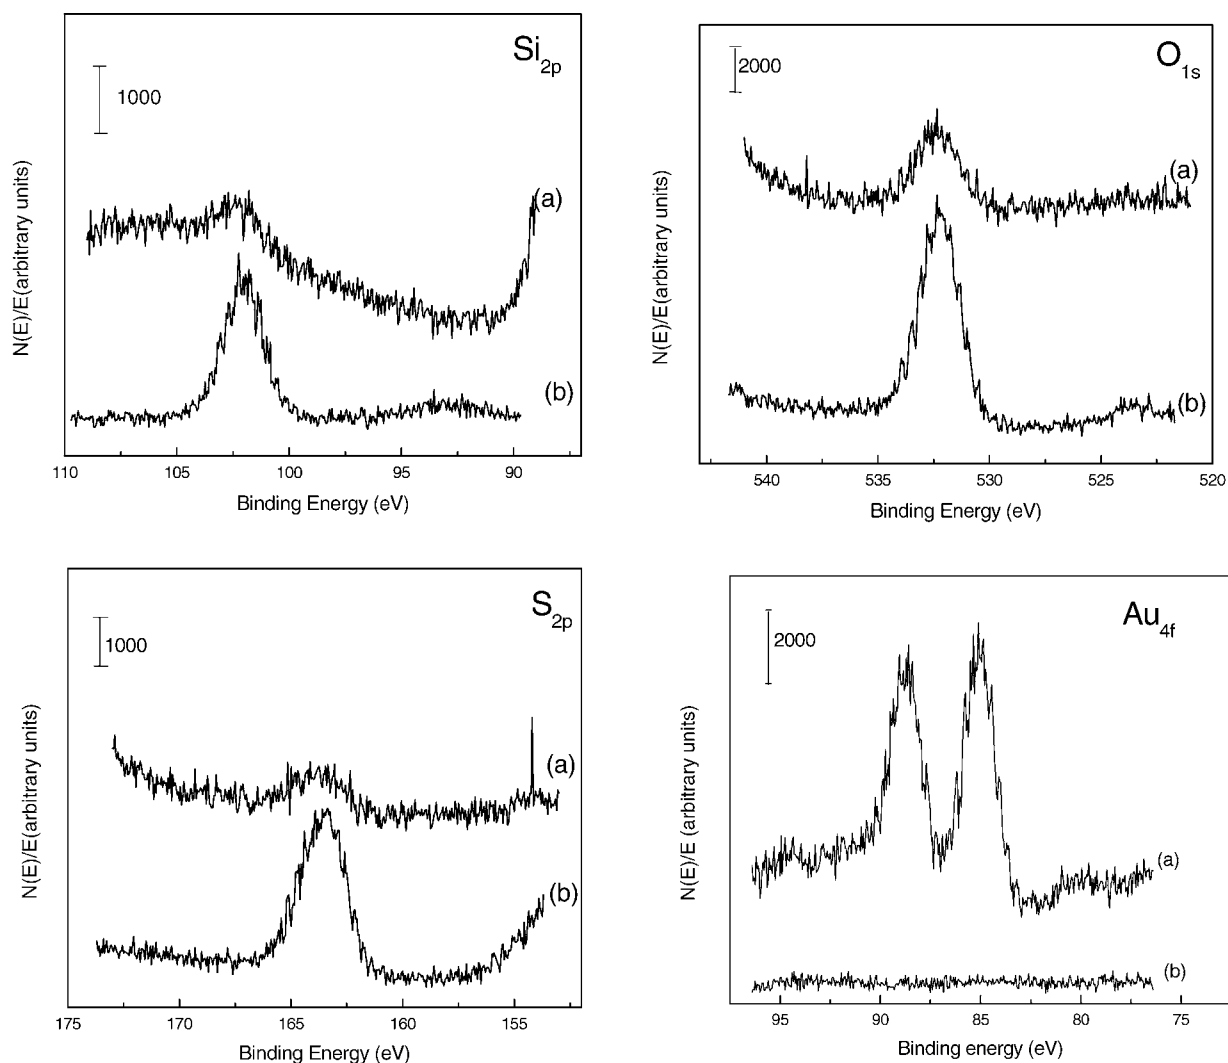 Si2p
1000
(a)
(b)
N(E)/E(arbitrary units)
110 105 100 95 90
Binding Energy (eV)
O1s
2000
(a)
(b)
N(E)/E(arbitrary units)
540 535 530 525 520
Binding Energy (eV)
S2p
1000
(a)
(b)
N(E)/E(arbitrary units)
175 170 165 160 155
Binding Energy (eV)
Au4f
2000
(a)
(b)
N(E)/E (arbitrary units)
95 90 85 80 75
Binding energy (eV)